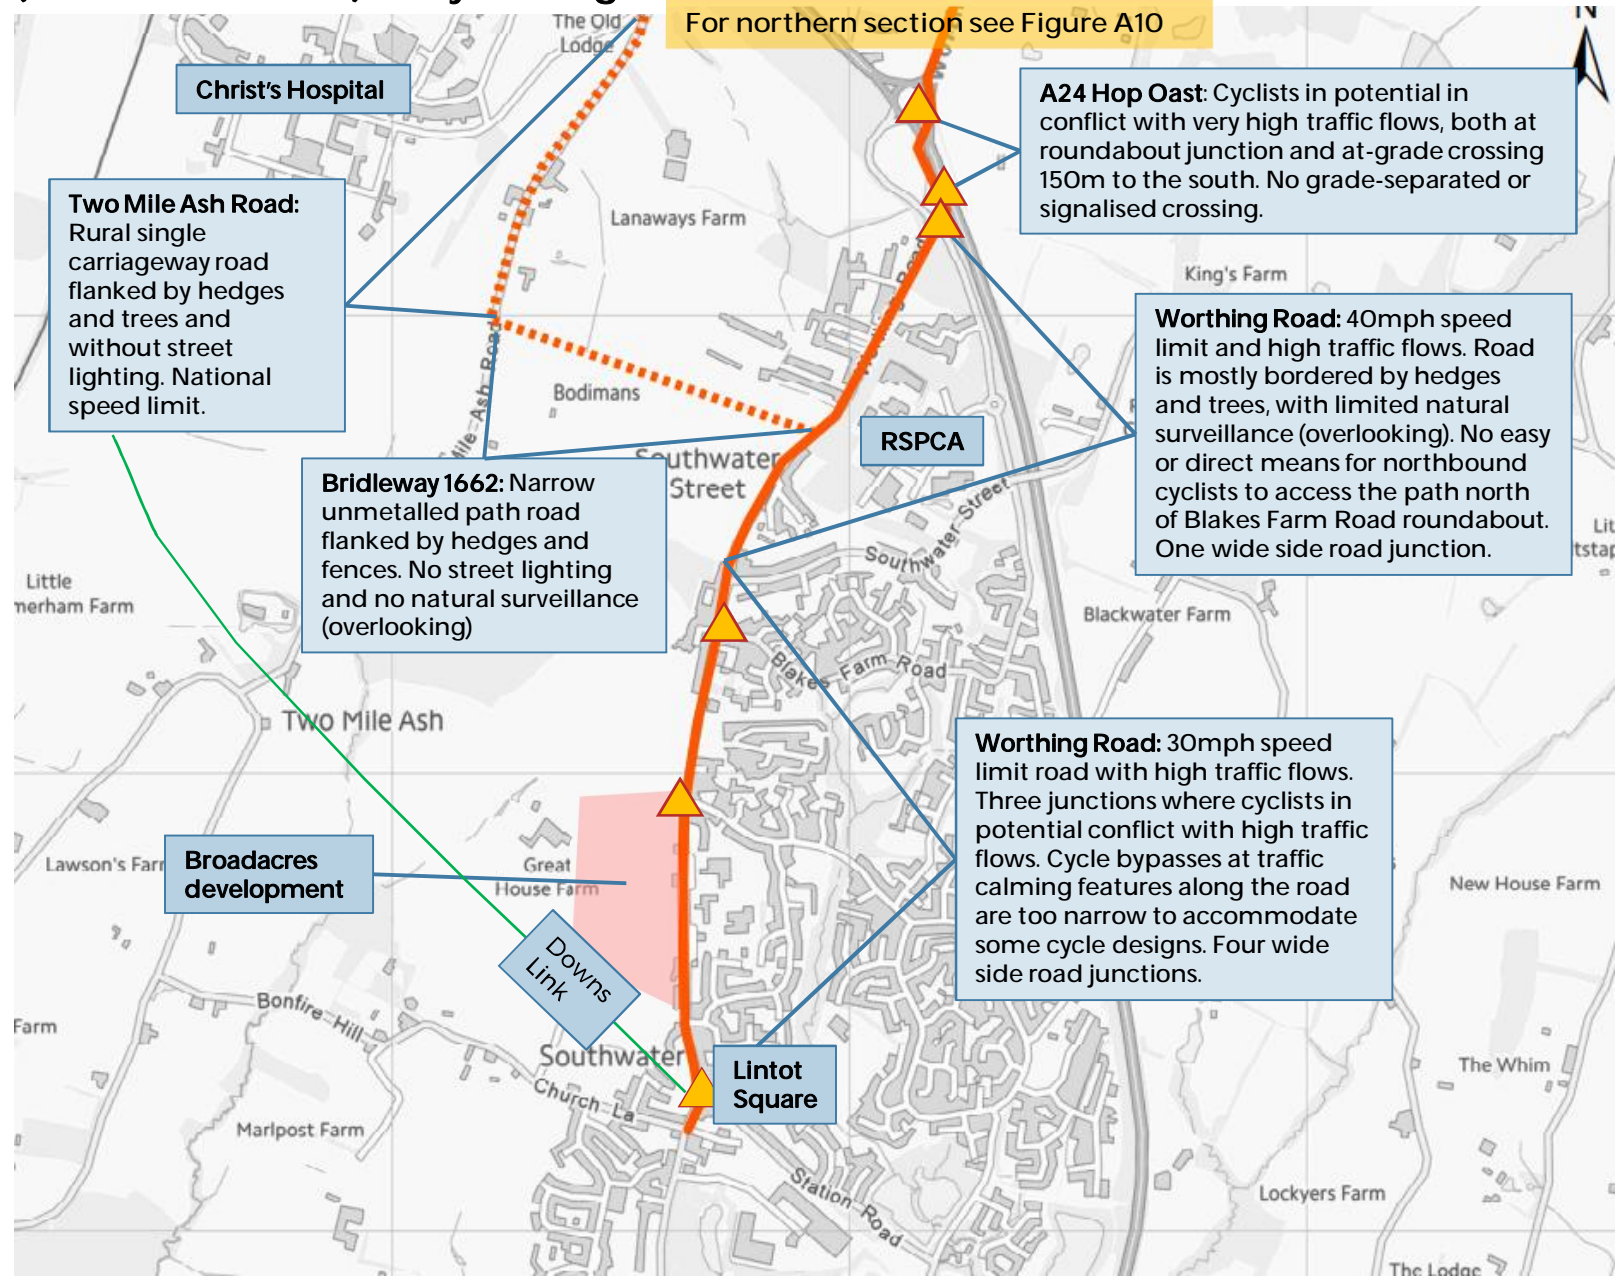 For northern section see Figure A10
N
The Old
Lodge
Christ's Hospital
A24 Hop Oast: Cyclists in potential in
conflict with very high traffic flows, both at
roundabout junction and at-grade crossing
150m to the south. No grade-separated or
signalised crossing.
Two Mile Ash Road:
Rural single
carriageway road
flanked by hedges
and trees and
without street
lighting. National
speed limit.
Lanaways Farm
King's Farm
Worthing Road: 40mph speed
limit and high traffic flows. Road
is mostly bordered by hedges
and trees, with limited natural
surveillance (overlooking). No easy
or direct means for northbound
cyclists to access the path north
of Blakes Farm Road roundabout.
One wide side road junction.
Worthing Road
Mile Ash Road
Bodimans
RSPCA
Southwater
Street
Bridleway 1662: Narrow
unmetalled path road
flanked by hedges and
fences. No street lighting
and no natural surveillance
(overlooking)
Southwater Street
Little
merham Farm
Blackwater Farm
Blakes Farm Road
Two Mile Ash
Worthing Road: 30mph speed
limit road with high traffic flows.
Three junctions where cyclists in
potential conflict with high traffic
flows. Cycle bypasses at traffic
calming features along the road
are too narrow to accommodate
some cycle designs. Four wide
side road junctions.
Lawson's Farm
Broadacres
development
Great
House Farm
New House Farm
Downs
Link
Bonfire Hill
Farm
Southwater
Church La
Lintot
Square
The Whim
Marlpost Farm
Station Road
Lockyers Farm
The Lodge